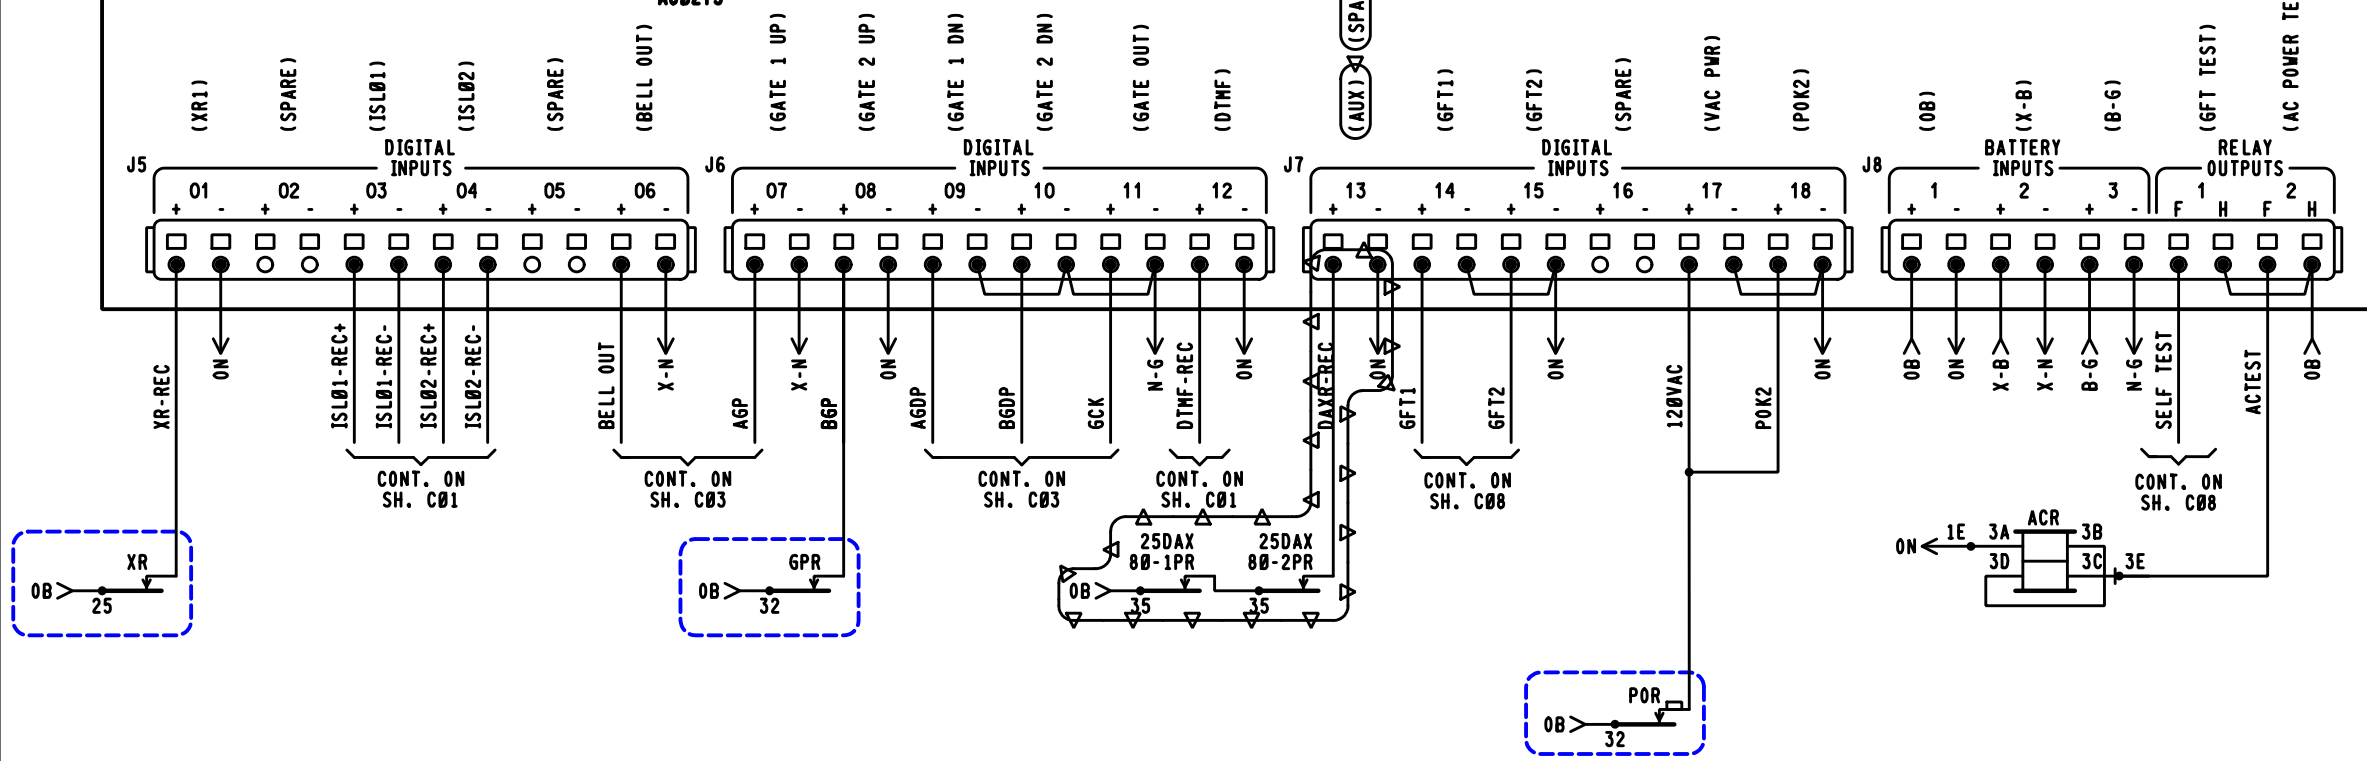 (XR1) (SPARE) (ISLØ1) (ISLØ2) (SPARE) (BELL OUT) (GATE 1 UP) (GATE 2 UP) (GATE 1 DN) (GATE 2 DN) (GATE OUT) (DTMF) (AUX) (GFT1) (GFT2) (SPARE) (VAC PWR) (POK2) (OB) (X-B) (B-G) (GFT TEST) (AC POWER TE
(SPA
J5 DIGITAL INPUTS J6 DIGITAL INPUTS J7 DIGITAL INPUTS J8 BATTERY INPUTS RELAY OUTPUTS
01 02 03 04 05 06 07 08 09 10 11 12 13 14 15 16 17 18 1 2 3 1 2
+ - + - + - + - + - + - + - + - + - + - + - + - + - + - + - + - + - + - + - + - + - F H F H
XR-REC ON ISLØ1-REC+ ISLØ1-REC- ISLØ2-REC+ ISLØ2-REC- BELL OUT X-N AGP X-N BGP ON AGDP BGDP GCK N-G DTMF-REC ON DAXR-REC ON GFT1 GFT2 ON 120VAC POK2 ON OB ON X-B X-N B-G N-G SELF TEST ACTEST OB
CONT. ON
SH. CØ1
CONT. ON
SH. CØ3
CONT. ON
SH. CØ3
CONT. ON
SH. CØ1
CONT. ON
SH. CØ8
CONT. ON
SH. CØ8
XR
OB
25
GPR
OB
32
25DAX
80-1PR
OB
35
25DAX
80-2PR
35
POR
OB
32
ACR
ON 1E 3A 3B
3D 3C 3E